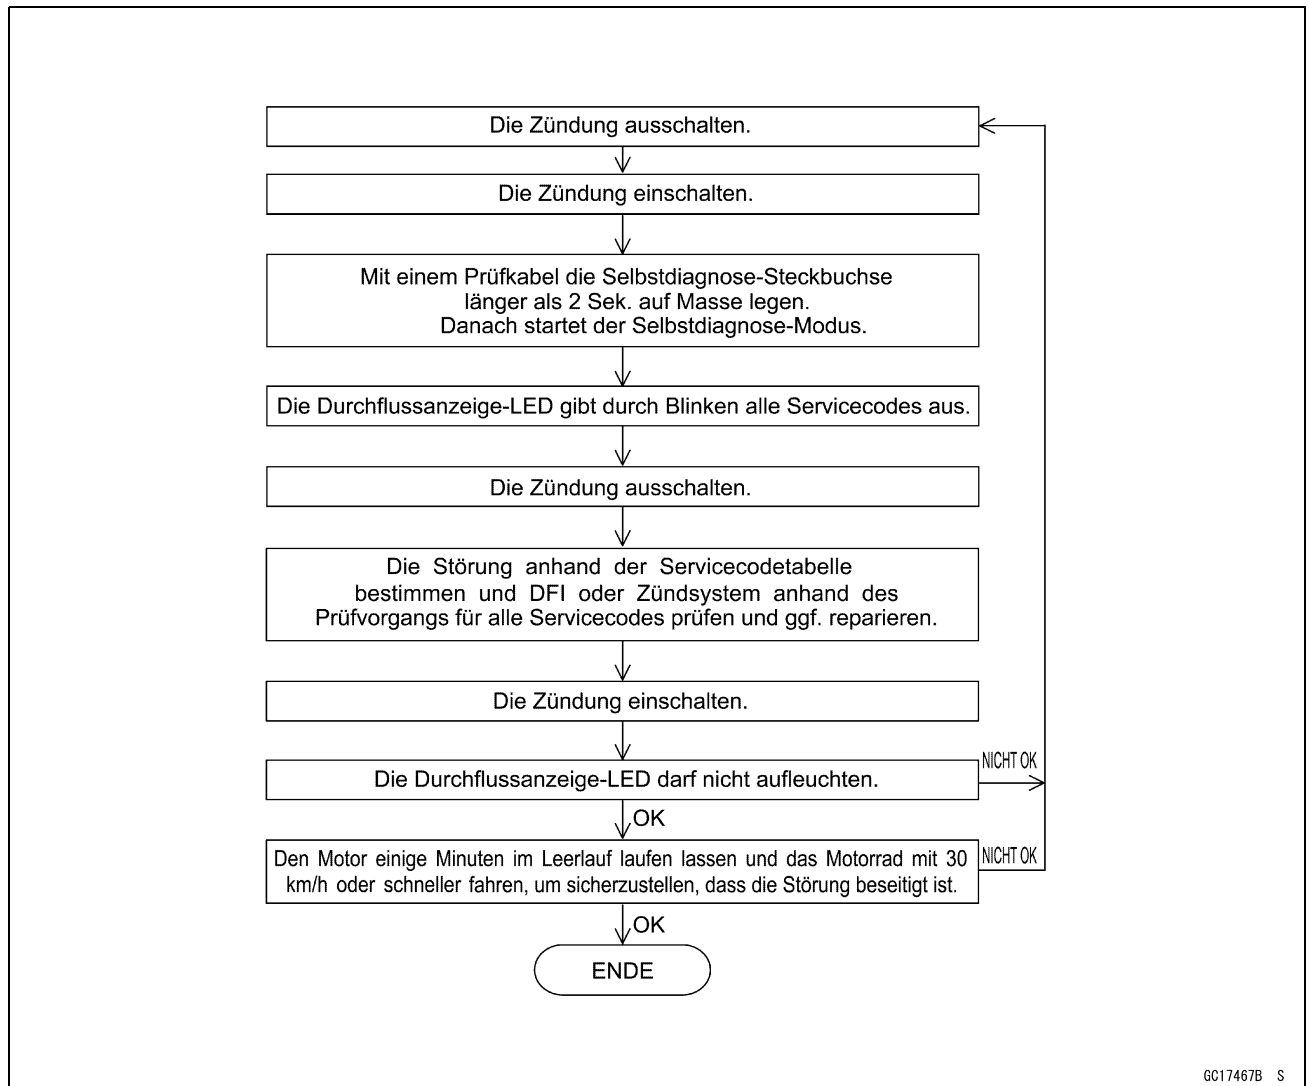 Die Zündung ausschalten.
Die Zündung einschalten.
Mit einem Prüfkabel die Selbstdiagnose-Steckbuchse
länger als 2 Sek. auf Masse legen.
Danach startet der Selbstdiagnose-Modus.
Die Durchflussanzeige-LED gibt durch Blinken alle Servicecodes aus.
Die Zündung ausschalten.
Die Störung anhand der Servicecodetabelle
bestimmen und DFI oder Zündsystem anhand des
Prüfvorgangs für alle Servicecodes prüfen und ggf. reparieren.
Die Zündung einschalten.
Die Durchflussanzeige-LED darf nicht aufleuchten.
NICHT OK
OK
Den Motor einige Minuten im Leerlauf laufen lassen und das Motorrad mit 30
km/h oder schneller fahren, um sicherzustellen, dass die Störung beseitigt ist.
NICHT OK
OK
ENDE
GC17467B S